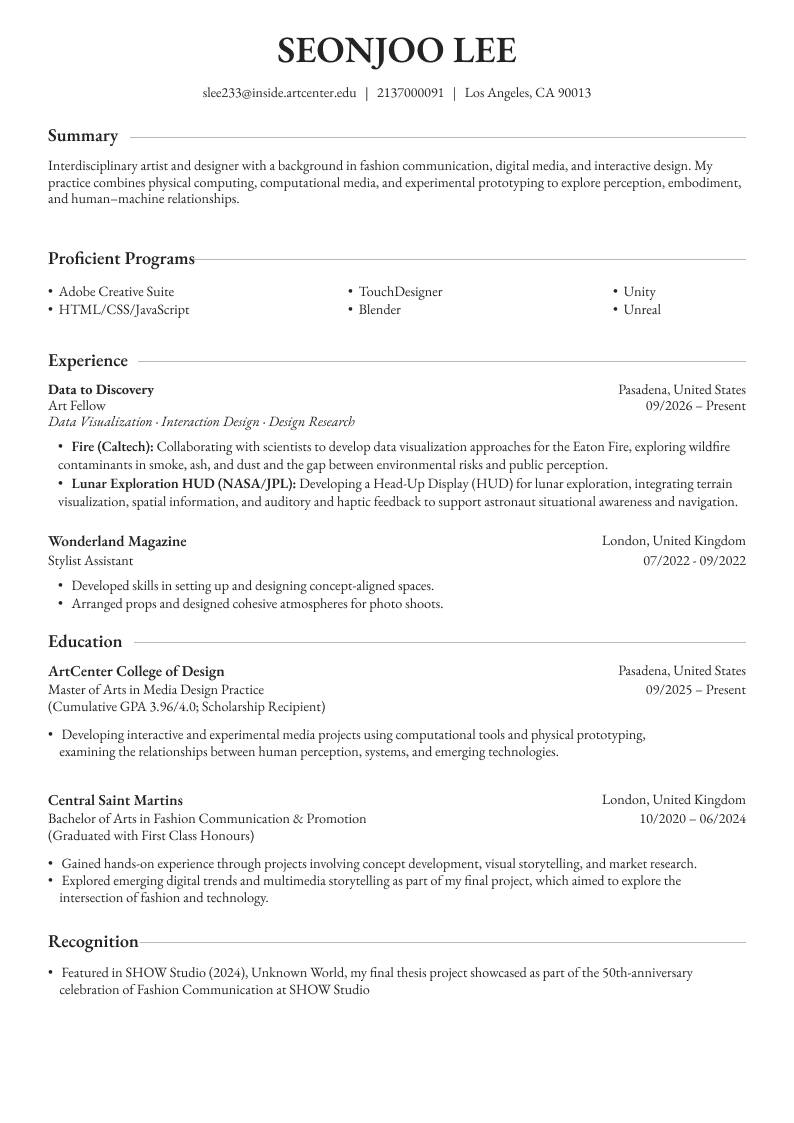 SEONJOO LEE
slee233@inside.artcenter.edu | 2137000091 | Los Angeles, CA 90013
Summary
Interdisciplinary artist and designer with a background in fashion communication, digital media, and interactive design. My
practice combines physical computing, computational media, and experimental prototyping to explore perception, embodiment,
and human–machine relationships.
Proficient Programs
• Adobe Creative Suite • TouchDesigner • Unity
• HTML/CSS/JavaScript • Blender • Unreal
Experience
Data to Discovery Pasadena, United States
Art Fellow 09/2026 – Present
Data Visualization · Interaction Design · Design Research
• Fire (Caltech): Collaborating with scientists to develop data visualization approaches for the Eaton Fire, exploring wildfire
contaminants in smoke, ash, and dust and the gap between environmental risks and public perception.
• Lunar Exploration HUD (NASA/JPL): Developing a Head-Up Display (HUD) for lunar exploration, integrating terrain
visualization, spatial information, and auditory and haptic feedback to support astronaut situational awareness and navigation.
Wonderland Magazine London, United Kingdom
Stylist Assistant 07/2022 - 09/2022
• Developed skills in setting up and designing concept-aligned spaces.
• Arranged props and designed cohesive atmospheres for photo shoots.
Education
ArtCenter College of Design Pasadena, United States
Master of Arts in Media Design Practice 09/2025 – Present
(Cumulative GPA 3.96/4.0; Scholarship Recipient)
• Developing interactive and experimental media projects using computational tools and physical prototyping,
examining the relationships between human perception, systems, and emerging technologies.
Central Saint Martins London, United Kingdom
Bachelor of Arts in Fashion Communication & Promotion 10/2020 – 06/2024
(Graduated with First Class Honours)
• Gained hands-on experience through projects involving concept development, visual storytelling, and market research.
• Explored emerging digital trends and multimedia storytelling as part of my final project, which aimed to explore the
intersection of fashion and technology.
Recognition
• Featured in SHOW Studio (2024), Unknown World, my final thesis project showcased as part of the 50th-anniversary
celebration of Fashion Communication at SHOW Studio